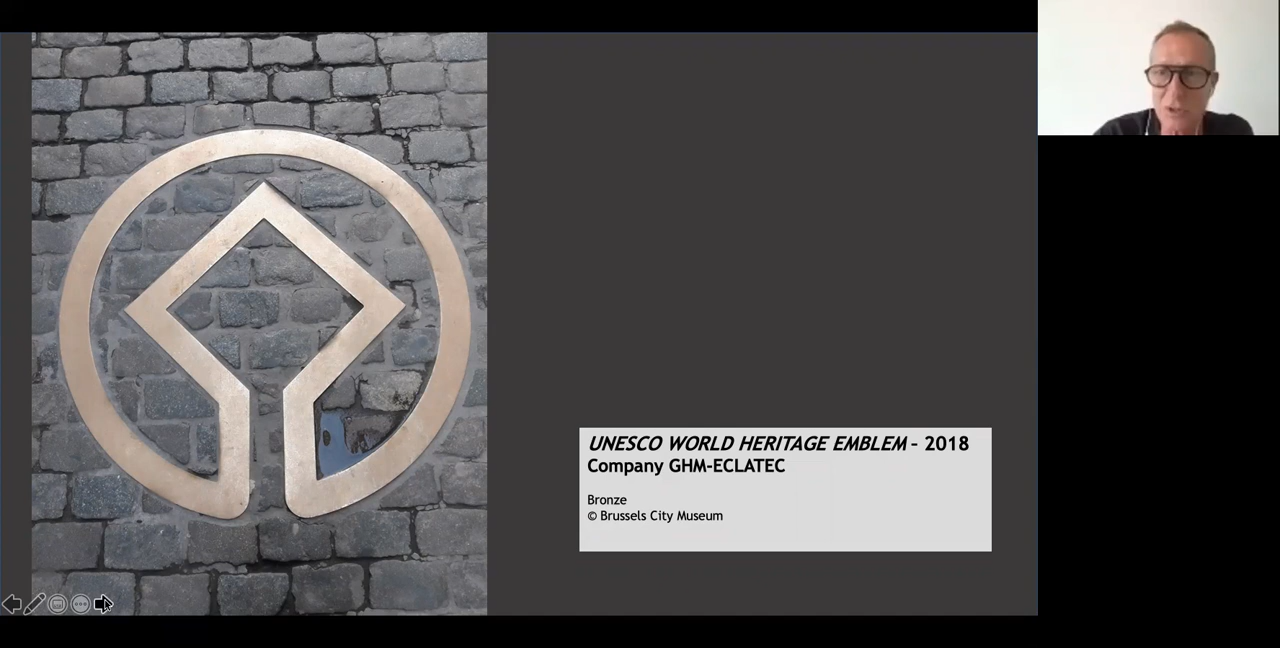 UNESCO WORLD HERITAGE EMBLEM – 2018
Company GHM-ECLATEC
Bronze
© Brussels City Museum